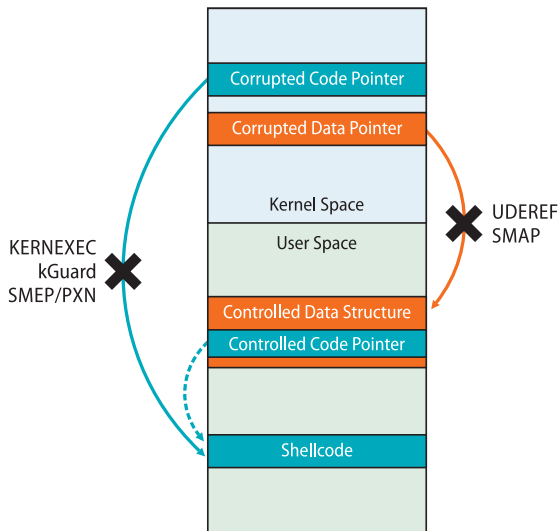 Corrupted Code Pointer
Corrupted Data Pointer
Kernel Space
User Space
KERNEXEC
kGuard
SMEP/PXN
UDEREF
SMAP
Controlled Data Structure
Controlled Code Pointer
Shellcode